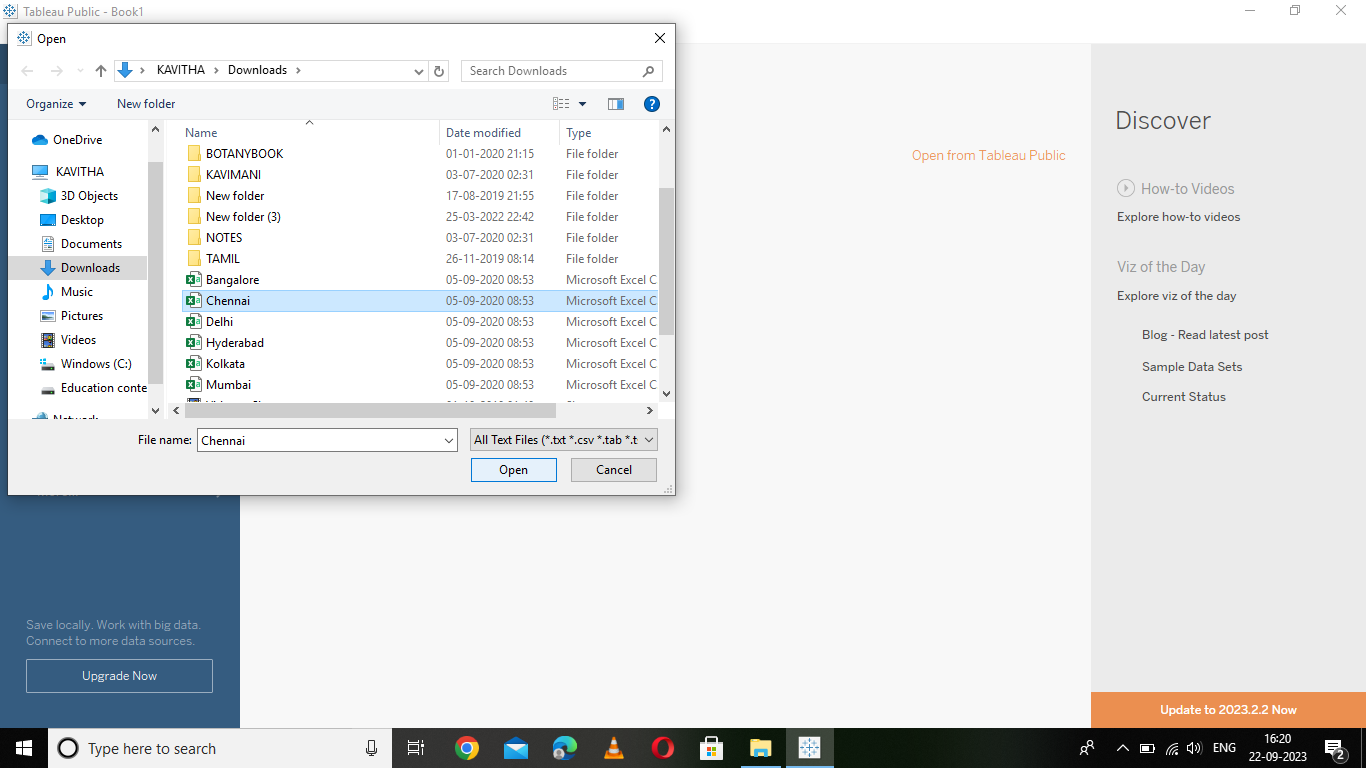 Tableau Public - Book1
Open
KAVITHA
Downloads
Search Downloads
Organize
New folder
Name
Date modified
Type
OneDrive
KAVITHA
3D Objects
Desktop
Documents
Downloads
Music
Pictures
Videos
Windows (C:)
Education conte
BOTANYBOOK 01-01-2020 21:15 File folder
KAVIMANI 03-07-2020 02:31 File folder
New folder 17-08-2019 21:55 File folder
New folder (3) 25-03-2022 22:42 File folder
NOTES 03-07-2020 02:31 File folder
TAMIL 26-11-2019 08:14 File folder
Bangalore 05-09-2020 08:53 Microsoft Excel C
Chennai 05-09-2020 08:53 Microsoft Excel C
Delhi 05-09-2020 08:53 Microsoft Excel C
Hyderabad 05-09-2020 08:53 Microsoft Excel C
Kolkata 05-09-2020 08:53 Microsoft Excel C
Mumbai 05-09-2020 08:53 Microsoft Excel C
File name: Chennai
All Text Files (*.txt *.csv *.tab *.t
Open
Cancel
Save locally. Work with big data.
Connect to more data sources.
Upgrade Now
Open from Tableau Public
Discover
How-to Videos
Explore how-to videos
Viz of the Day
Explore viz of the day
Blog - Read latest post
Sample Data Sets
Current Status
Update to 2023.2.2 Now
Type here to search
ENG
16:20
22-09-2023
2